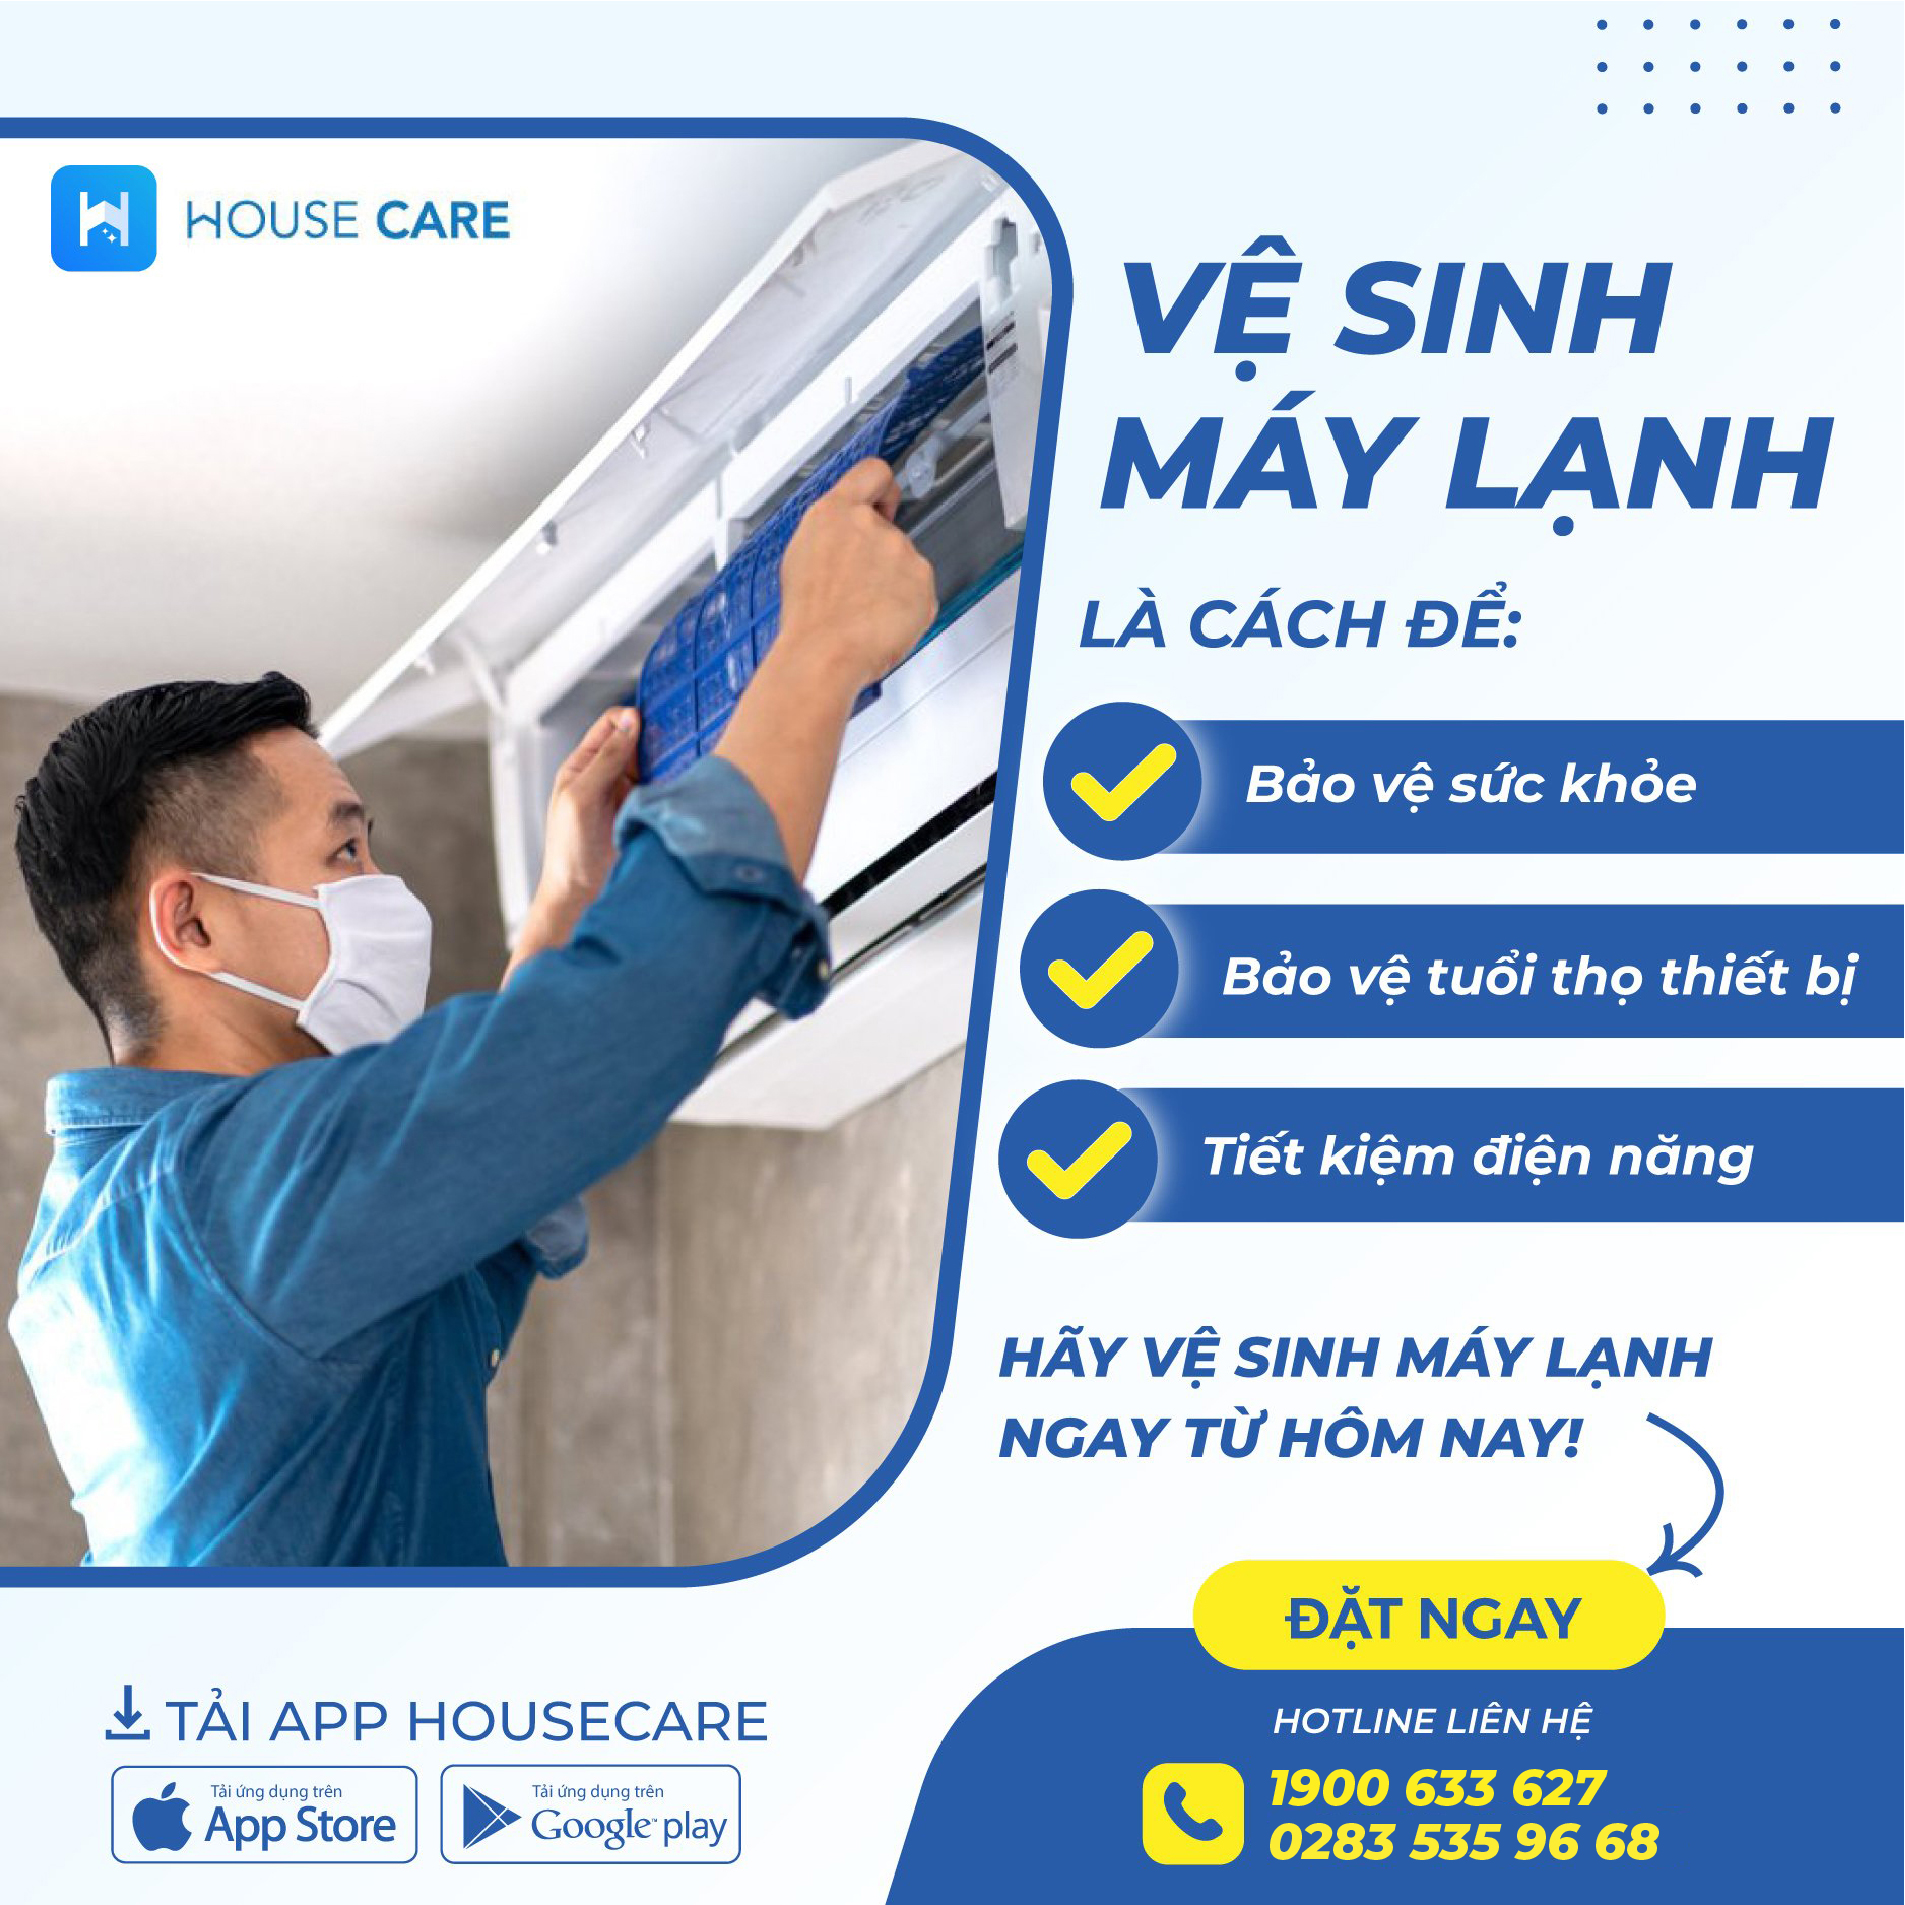 HOUSE CARE
VỆ SINH
MÁY LẠNH
LÀ CÁCH ĐỂ:
Bảo vệ sức khỏe
Bảo vệ tuổi thọ thiết bị
Tiết kiệm điện năng
HÃY VỆ SINH MÁY LẠNH
NGAY TỪ HÔM NAY!
ĐẶT NGAY
HOTLINE LIÊN HỆ
1900 633 627
0283 535 96 68
TẢI APP HOUSECARE
Tải ứng dụng trên
App Store
Tải ứng dụng trên
Google play